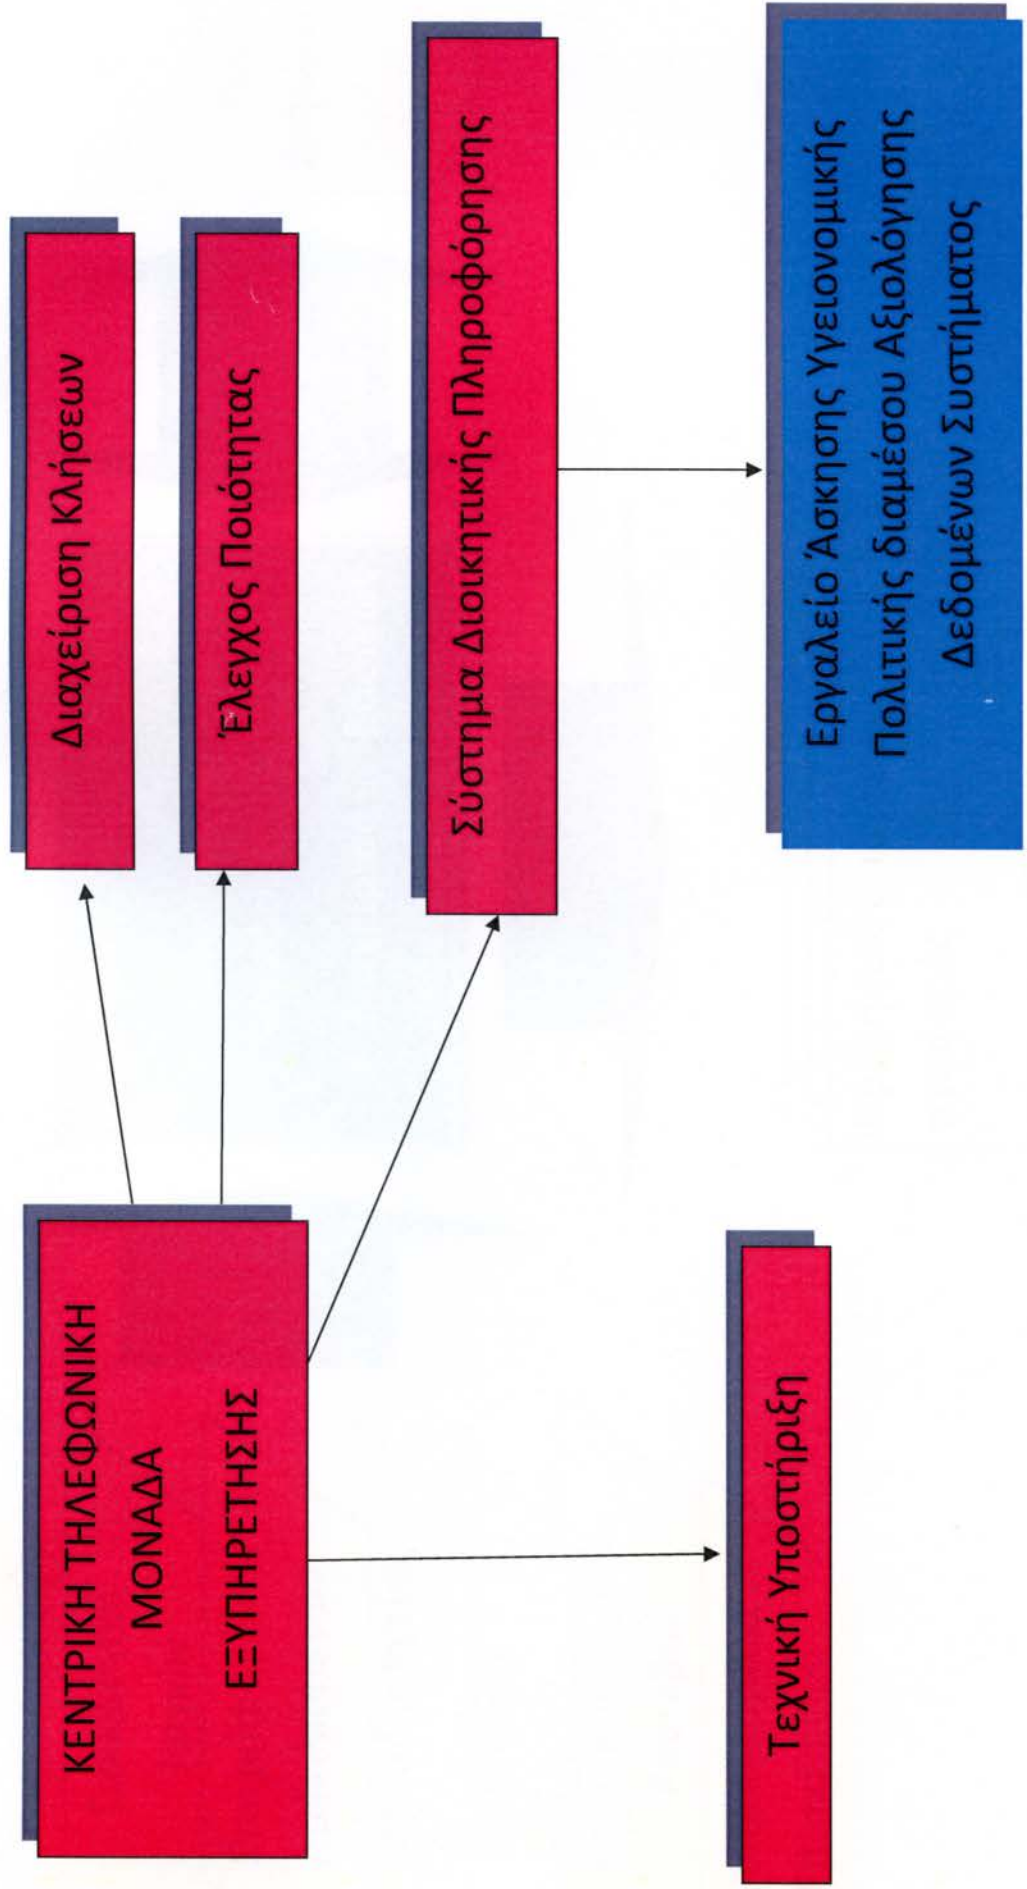 ΚΕΝΤΡΙΚΗ ΤΗΛΕΦΩΝΙΚΗ
ΜΟΝΑΔΑ
ΕΞΥΠΗΡΕΤΗΣΗΣ
Διαχείριση Κλήσεων
Έλεγχος Ποιότητας
Σύστημα Διοικητικής Πληροφόρησης
Τεχνική Υποστήριξη
Εργαλείο Άσκησης Υγειονομικής
Πολιτικής διαμέσου Αξιολόγησης
Δεδομένων Συστήματος